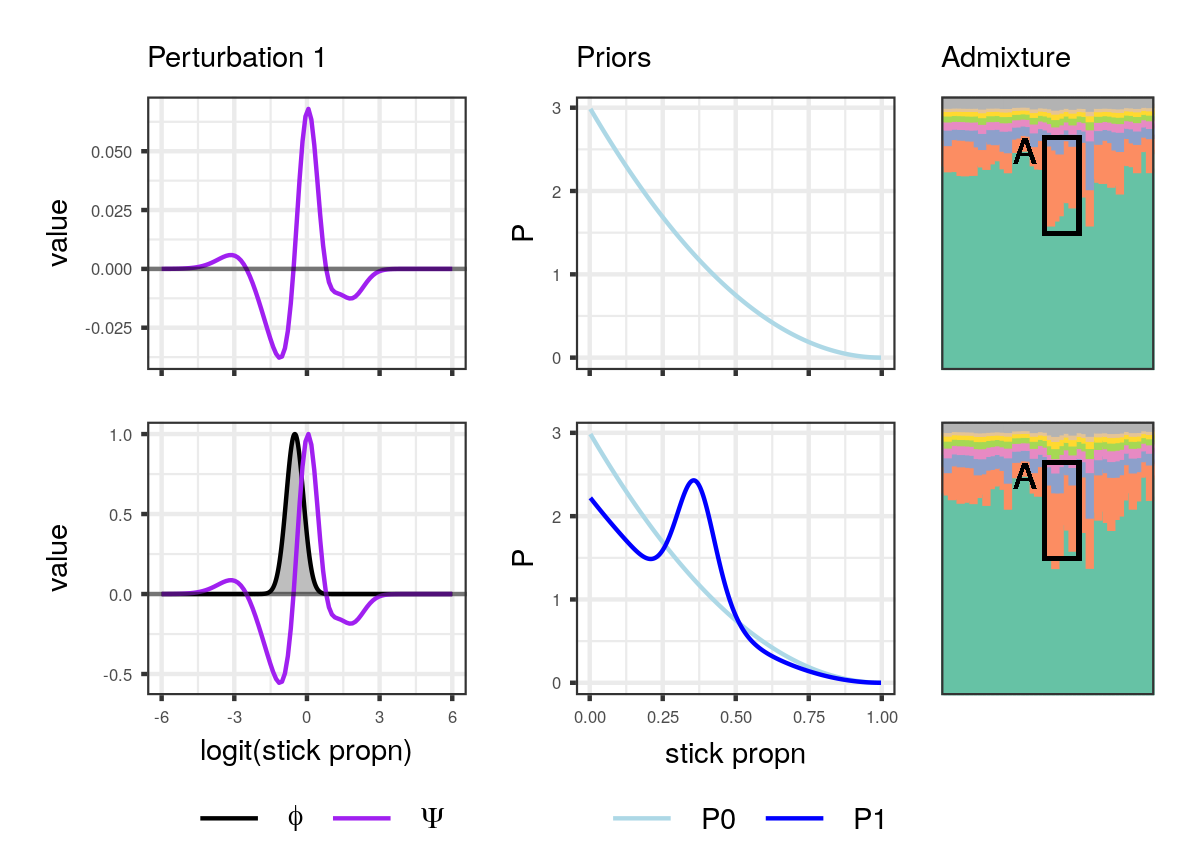 Perturbation 1 Priors Admixture
value
0.050
0.025
0.000
-0.025
P
3
2
1
0
A
value
1.0
0.5
0.0
-0.5
-6 -3 0 3 6
logit(stick propn)
P
3
2
1
0
0.00 0.25 0.50 0.75 1.00
stick propn
A
ϕ Ψ P0 P1